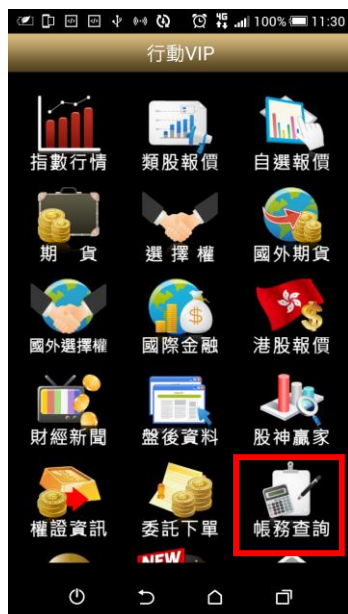 4G 100% 11:30
行動VIP
指數行情 類股報價 自選報價
期 貨 選 擇 權 國外期貨
國外選擇權 國際金融 港股報價
財經新聞 盤後資料 股神贏家
權證資訊 委託下單 帳務查詢
NEW